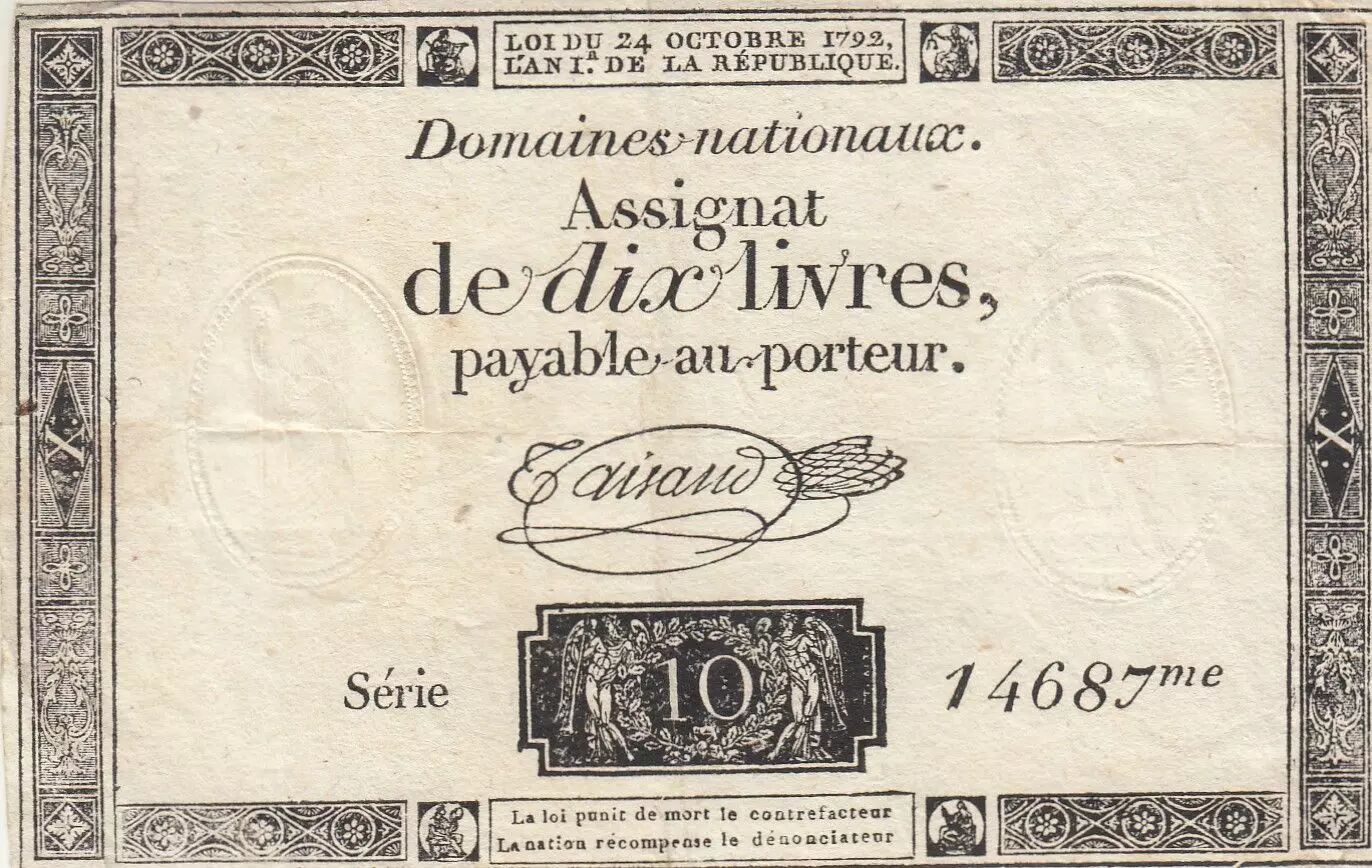 LOI DU 24 OCTOBRE 1792,
L'AN I.R DE LA RÉPUBLIQUE.
Domaines nationaux.
Assignat
de dix livres,
payable au porteur.
Taisaud
X
X
Série 10 14687me
La loi punit de mort le contrefacteur
La nation récompense le dénonciateur